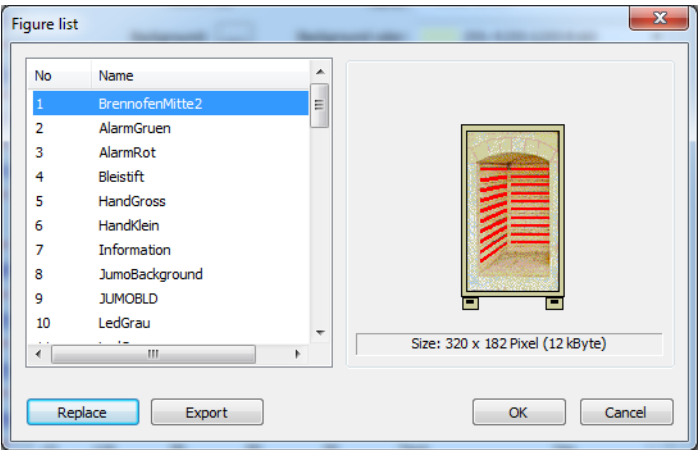 Figure list
No Name
1 BrennofenMitte2
2 AlarmGruen
3 AlarmRot
4 Bleistift
5 HandGross
6 HandKlein
7 Information
8 JumoBackground
9 JUMOBLD
10 LedGrau
Size: 320 x 182 Pixel (12 kByte)
Replace Export OK Cancel